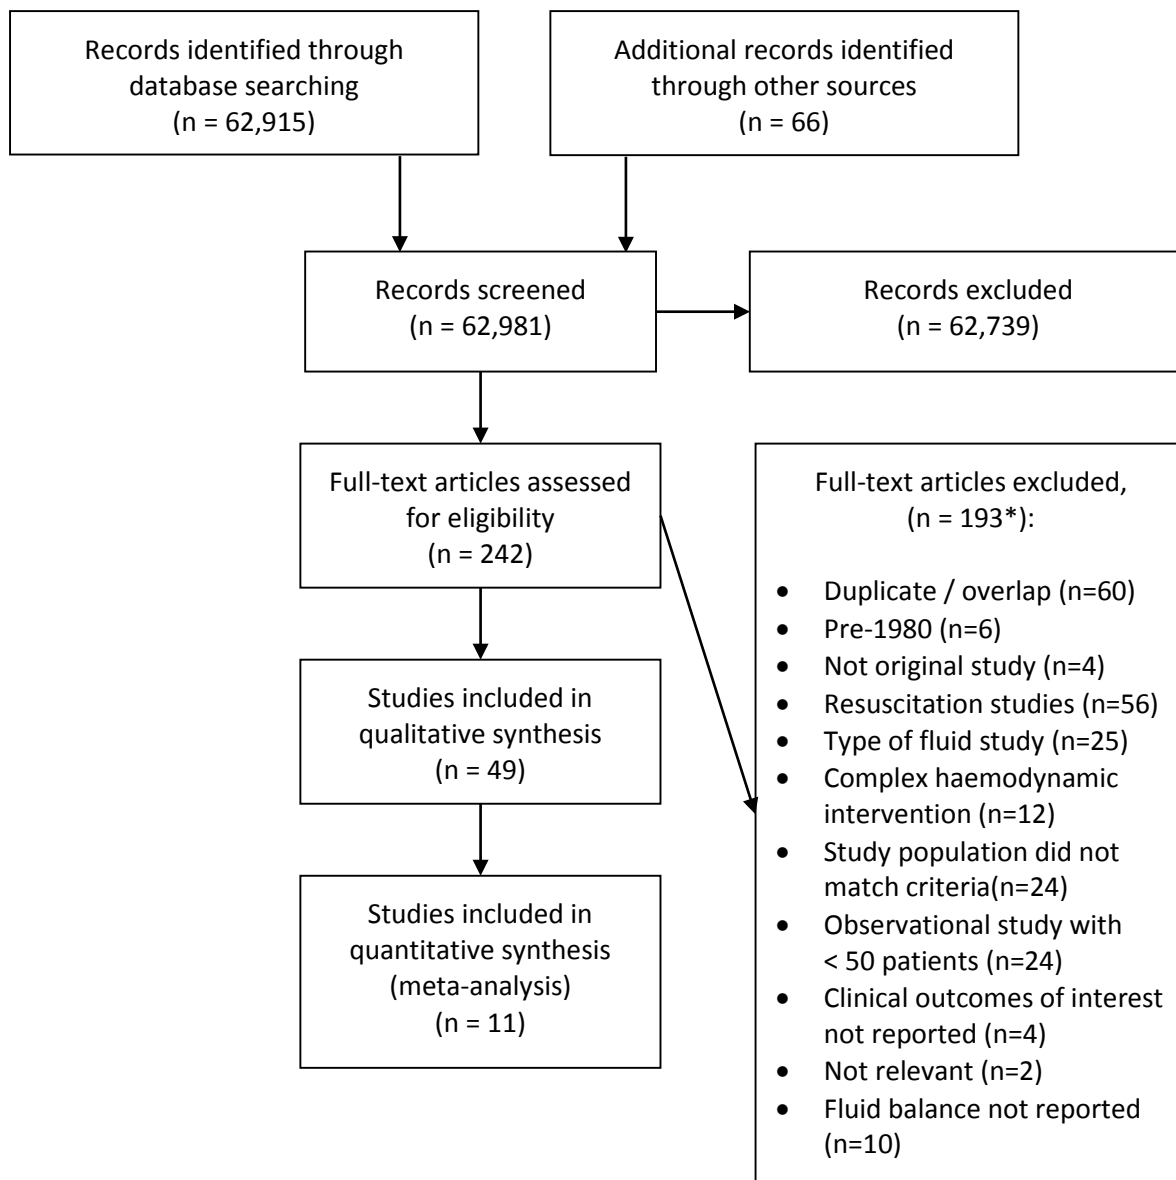 Records identified through
database searching
(n = 62,915)
Additional records identified
through other sources
(n = 66)
Records screened
(n = 62,981)
Records excluded
(n = 62,739)
Full-text articles assessed
for eligibility
(n = 242)
Full-text articles excluded,
(n = 193*):
• Duplicate / overlap (n=60)
• Pre-1980 (n=6)
• Not original study (n=4)
• Resuscitation studies (n=56)
• Type of fluid study (n=25)
• Complex haemodynamic
intervention (n=12)
• Study population did not
match criteria(n=24)
• Observational study with
< 50 patients (n=24)
• Clinical outcomes of interest
not reported (n=4)
• Not relevant (n=2)
• Fluid balance not reported
(n=10)
Studies included in
qualitative synthesis
(n = 49)
Studies included in
quantitative synthesis
(meta-analysis)
(n = 11)